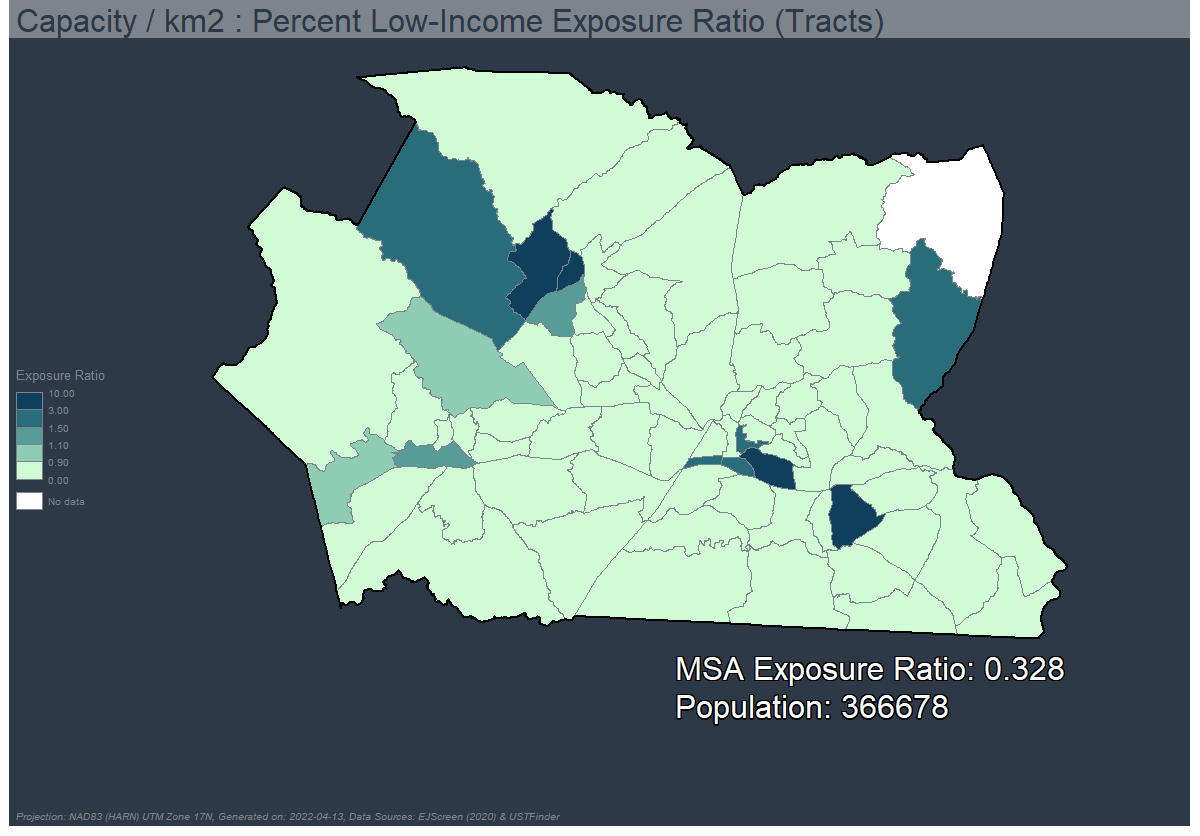 Capacity / km2 : Percent Low-Income Exposure Ratio (Tracts)
Exposure Ratio
10.00
3.00
1.50
1.10
0.90
0.00
No data
MSA Exposure Ratio: 0.328
Population: 366678
Projection: NAD83 (HARN) UTM Zone 17N, Generated on: 2022-04-13, Data Sources: EJScreen (2020) & USTFinder